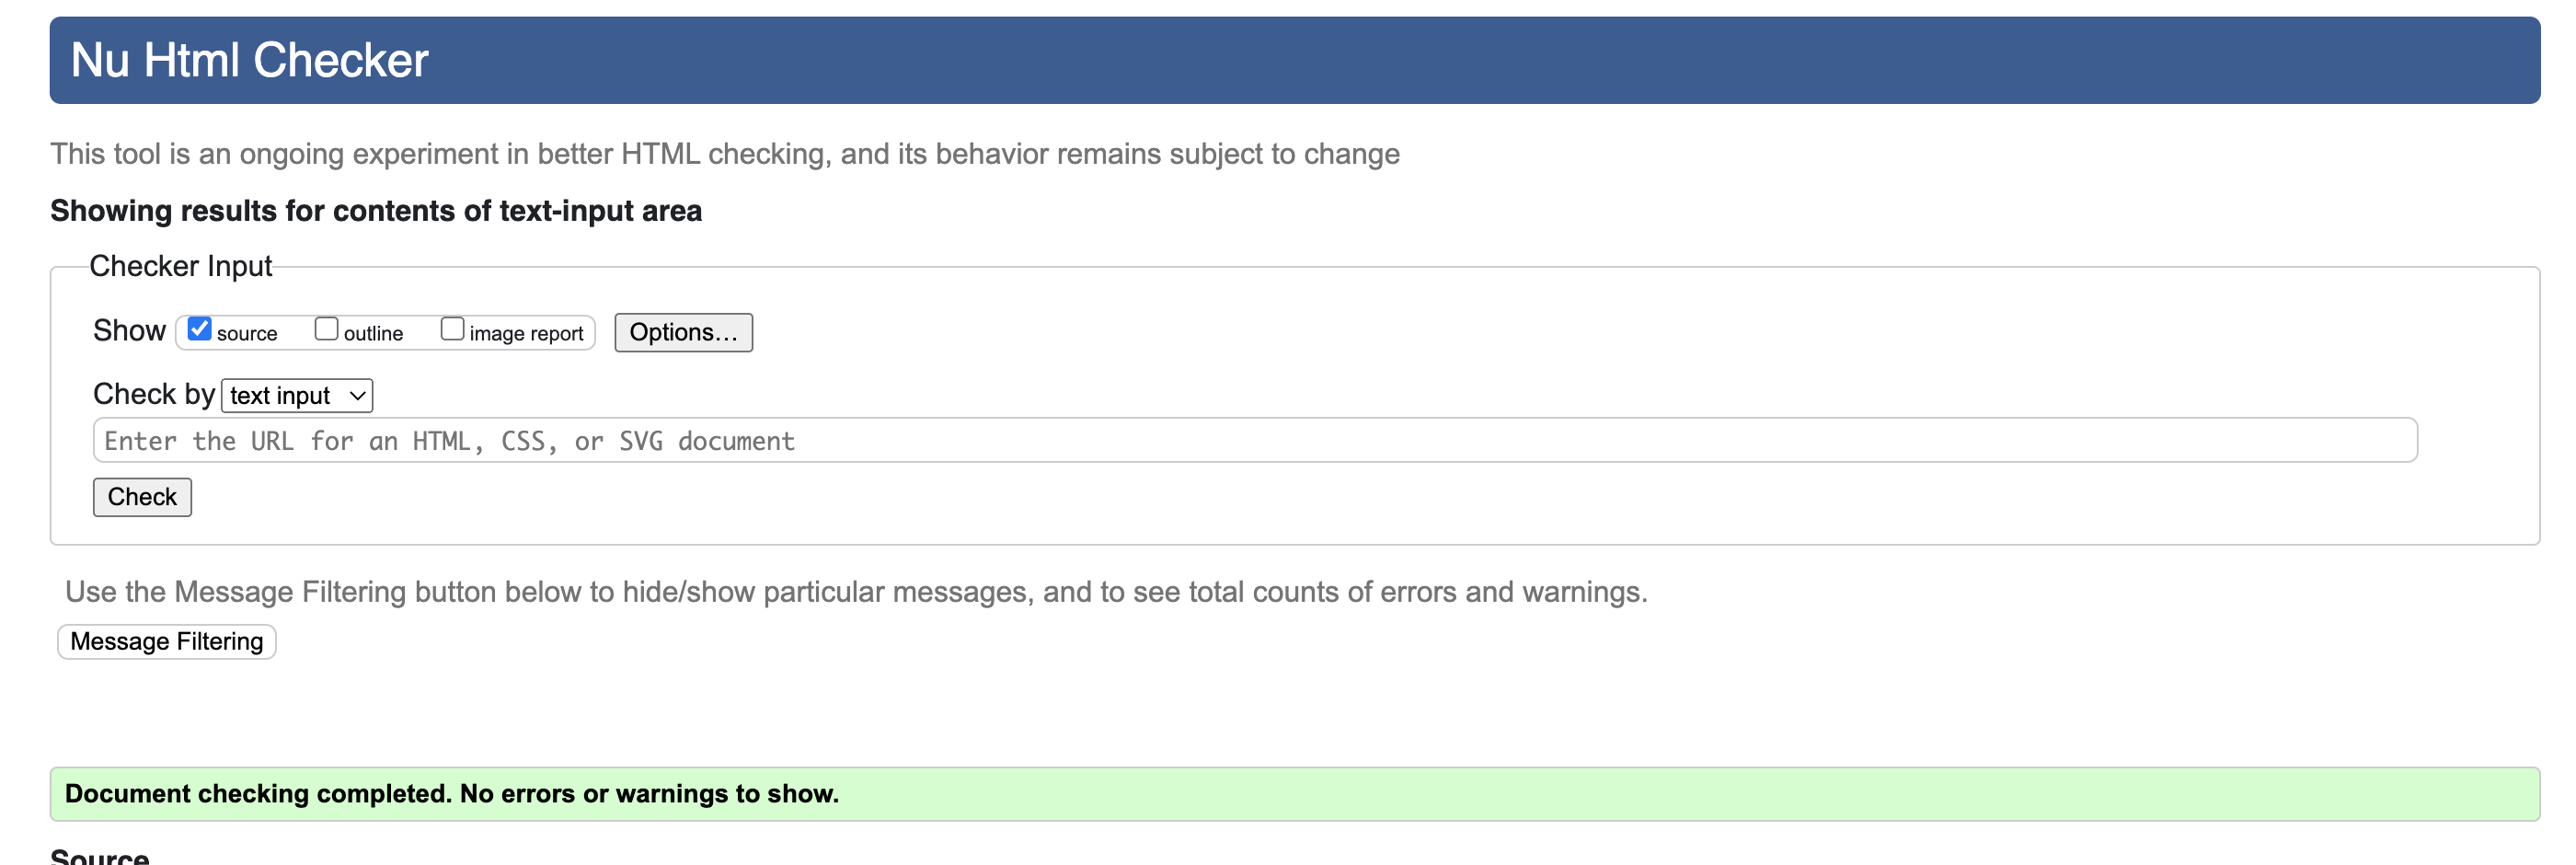 Nu Html Checker
This tool is an ongoing experiment in better HTML checking, and its behavior remains subject to change
Showing results for contents of text-input area
Checker Input
Show source outline image report Options...
Check by text input
Enter the URL for an HTML, CSS, or SVG document
Check
Use the Message Filtering button below to hide/show particular messages, and to see total counts of errors and warnings.
Message Filtering
Document checking completed. No errors or warnings to show.
Source